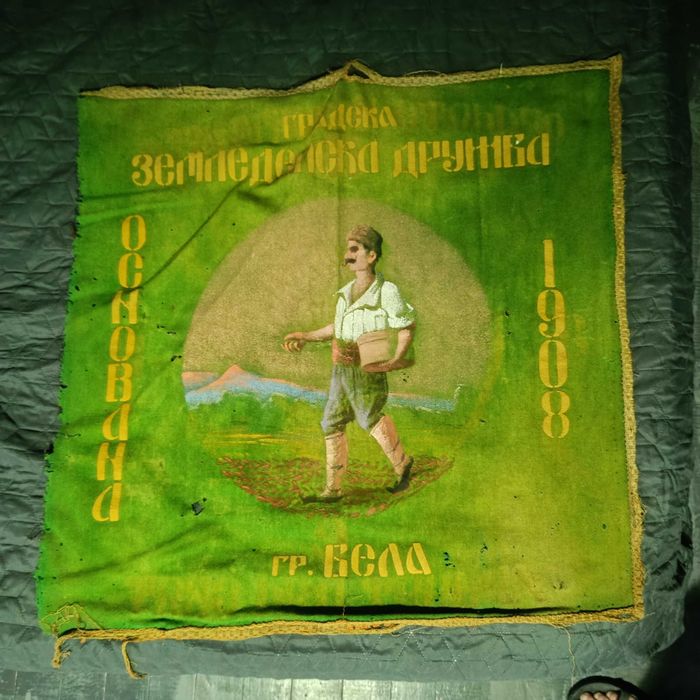 градска
земледелска дружба
основана
1908
гр. Бела